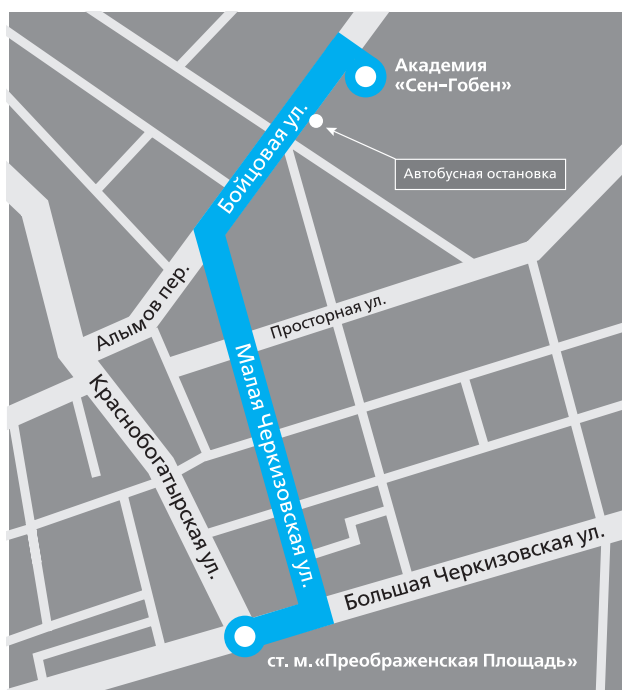 Академия
«Сен-Гобен»
Бойцовая ул.
Автобусная остановка
Алымов пер.
Просторная ул.
Малая Черкизовская ул.
Краснобогатырская ул.
Большая Черкизовская ул.
ст. м.«Преображенская Площадь»